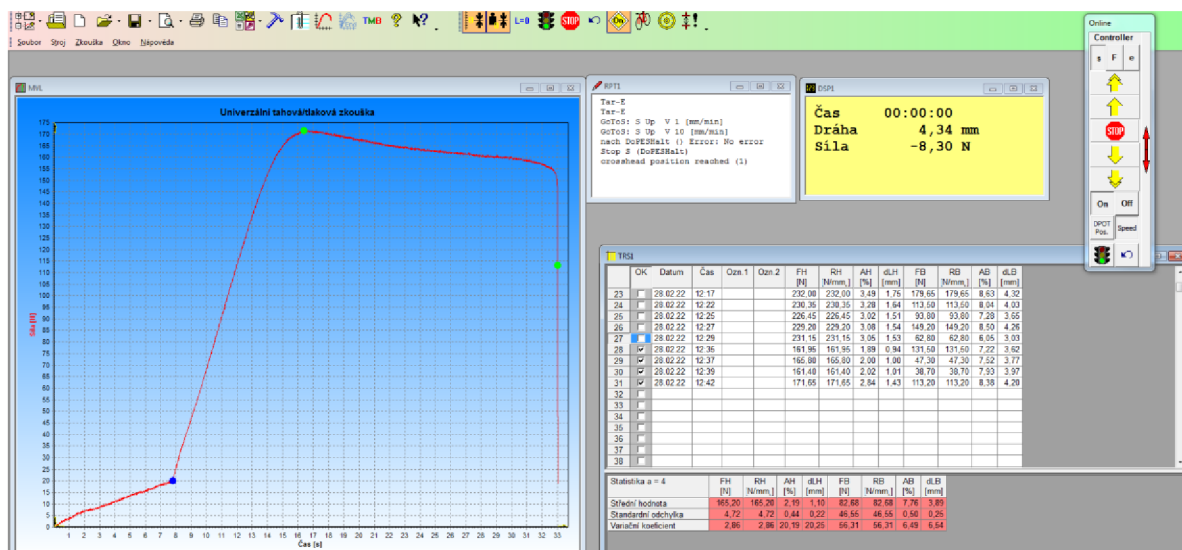 TMB L=0 STOP On
Soubor Stroj Zkouška Okno Nápověda
MVL
Univerzální tahová/tlaková zkouška
175
170
165
160
155
150
145
140
135
130
125
120
115
110
105
100
95
90
85
80
75
70
65
60
55
50
45
40
35
30
25
20
15
10
5
0
Síla [N]
1 2 3 4 5 6 7 8 9 10 11 12 13 14 15 16 17 18 19 20 21 22 23 24 25 26 27 28 29 30 31 32 33
Čas [s]
RPT1
Tar-E
Tar-E
GoToS: S Up V 1 [mm/min]
GoToS: S Up V 10 [mm/min]
nach DoPESHalt () Error: No error
Stop S (DoPESHalt)
crosshead position reached (1)
DSP1
Čas 00:00:00
Dráha 4,34 mm
Síla -8,30 N
Online
Controller
s F e
STOP
On Off
DPOT Speed
Pos.
TRS1
OK Datum Čas Ozn.1 Ozn.2 FH RH AH dLH FB RB AB dLB
[N] [N/mm,] [%] [mm] [N] [N/mm,] [%] [mm]
23 28.02.22 12:17 232,00 232,00 3,49 1,75 179,65 179,65 8,63 4,32
24 28.02.22 12:22 230,35 230,35 3,28 1,64 113,50 113,50 8,04 4,03
25 28.02.22 12:25 226,45 226,45 3,02 1,51 93,80 93,80 7,28 3,65
26 28.02.22 12:27 229,20 229,20 3,08 1,54 149,20 149,20 8,50 4,26
27 28.02.22 12:29 231,15 231,15 3,05 1,53 62,80 62,80 6,05 3,03
28 28.02.22 12:36 161,95 161,95 1,89 0,94 131,50 131,50 7,22 3,62
29 28.02.22 12:37 165,80 165,80 2,00 1,00 47,30 47,30 7,52 3,77
30 28.02.22 12:39 161,40 161,40 2,02 1,01 38,70 38,70 7,93 3,97
31 28.02.22 12:42 171,65 171,65 2,84 1,43 113,20 113,20 8,38 4,20
32
33
34
35
36
37
38
Statistika a = 4 FH RH AH dLH FB RB AB dLB
[N] [N/mm,] [%] [mm] [N] [N/mm,] [%] [mm]
Střední hodnota 165,20 165,20 2,19 1,10 82,68 82,68 7,76 3,89
Standardní odchylka 4,72 4,72 0,44 0,22 46,55 46,55 0,50 0,25
Variační koeficient 2,86 2,86 20,19 20,25 56,31 56,31 6,49 6,54